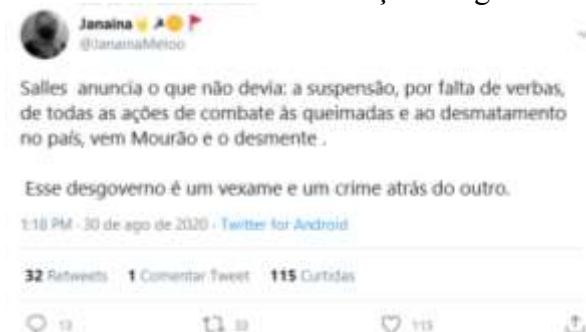 Janaina
@JanainaMeloo
Salles anuncia o que não devia: a suspensão, por falta de verbas,
de todas as ações de combate às queimadas e ao desmatamento
no país, vem Mourão e o desmente .
Esse desgoverno é um vexame e um crime atrás do outro.
1:18 PM · 30 de ago de 2020 · Twitter for Android
32 Retweets 1 Comentar Tweet 115 Curtidas
115